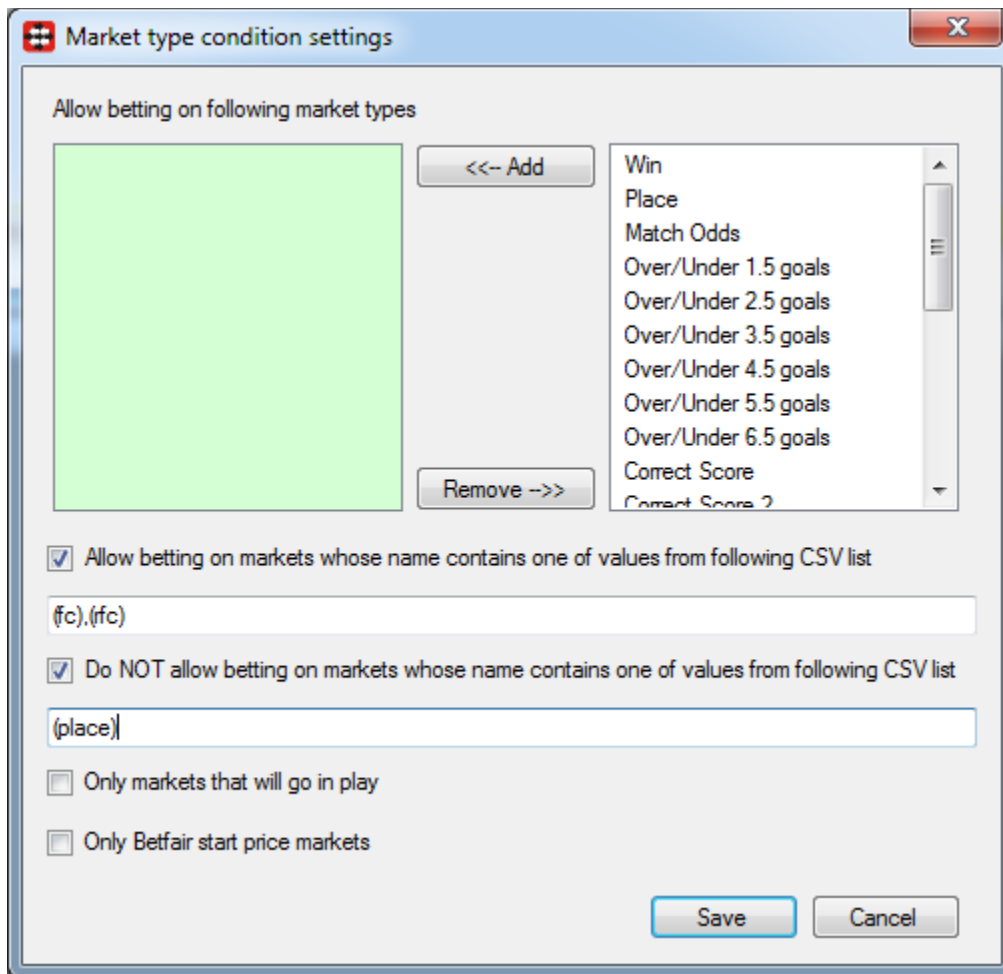 Market type condition settings
Allow betting on following market types
<<-- Add
Win
Place
Match Odds
Over/Under 1.5 goals
Over/Under 2.5 goals
Over/Under 3.5 goals
Over/Under 4.5 goals
Over/Under 5.5 goals
Over/Under 6.5 goals
Correct Score
Correct Score 2
Remove -->>
Allow betting on markets whose name contains one of values from following CSV list
(fc),(rfc)
Do NOT allow betting on markets whose name contains one of values from following CSV list
(place)
Only markets that will go in play
Only Betfair start price markets
Save
Cancel